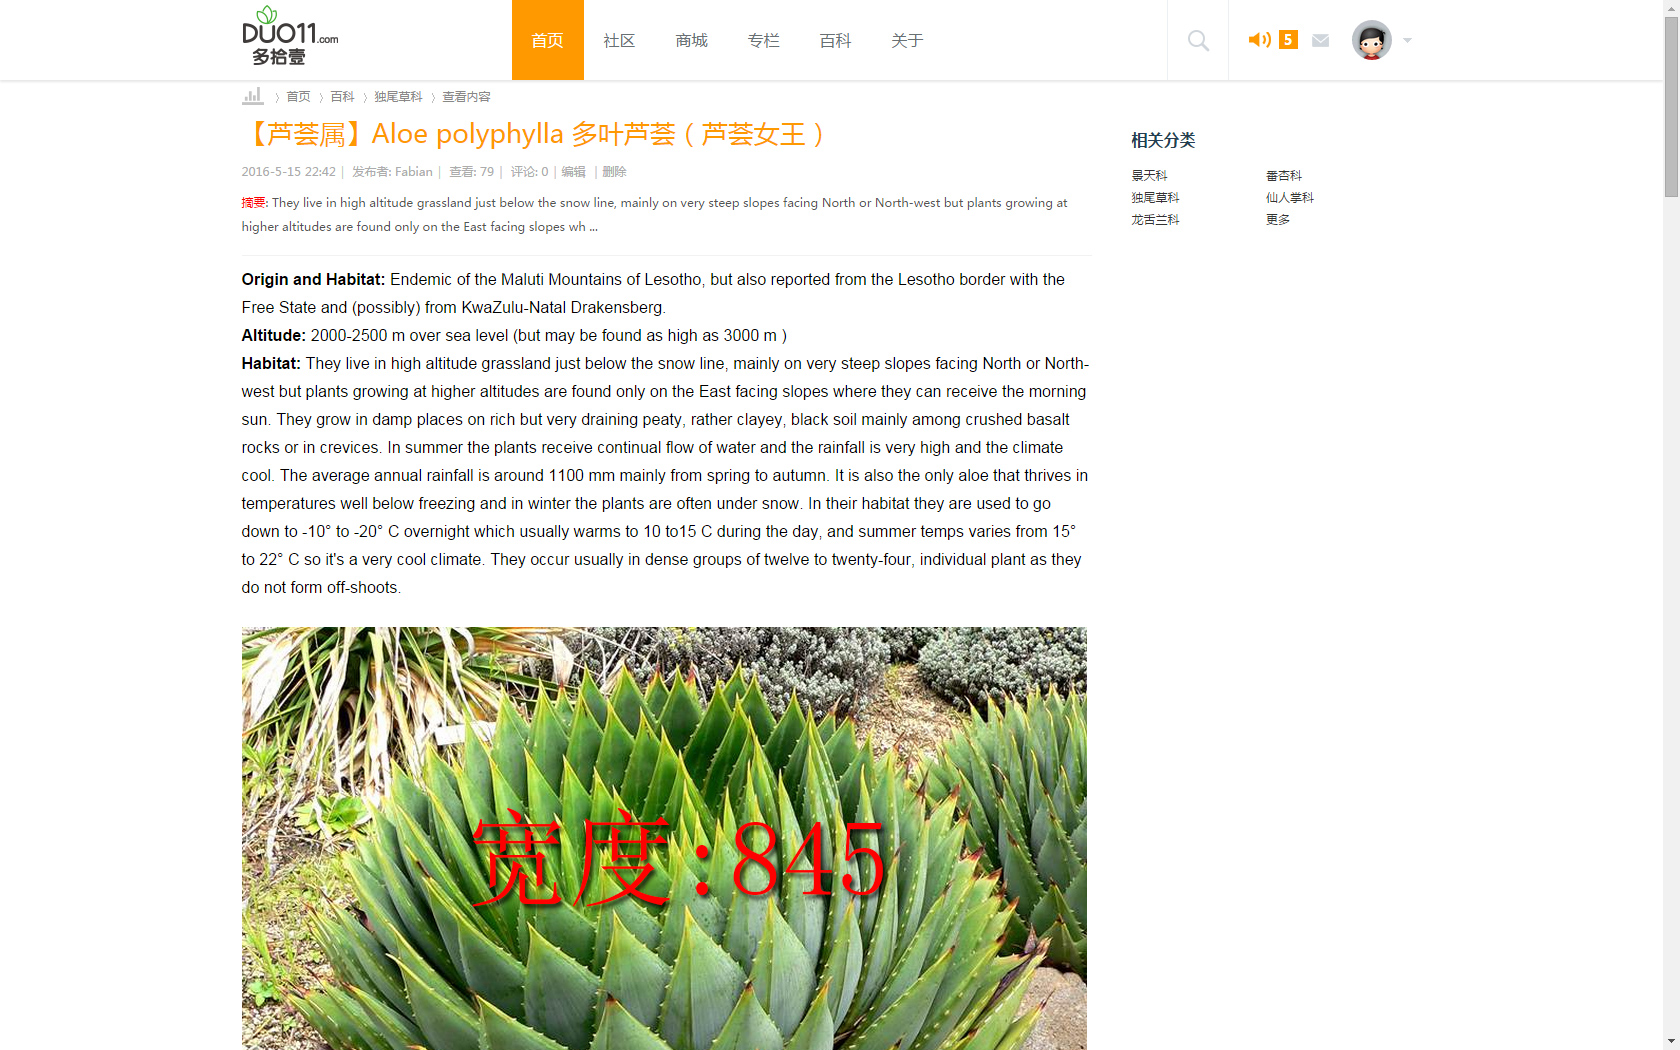 DUO11.com
多拾壹
首页 社区 商城 专栏 百科 关于
5
首页 百科 独尾草科 查看内容
【芦荟属】Aloe polyphylla 多叶芦荟（芦荟女王）
2016-5-15 22:42 | 发布者: Fabian | 查看: 79 | 评论: 0 | 编辑 | 删除
摘要: They live in high altitude grassland just below the snow line, mainly on very steep slopes facing North or North-west but plants growing at
higher altitudes are found only on the East facing slopes wh ...
Origin and Habitat: Endemic of the Maluti Mountains of Lesotho, but also reported from the Lesotho border with the
Free State and (possibly) from KwaZulu-Natal Drakensberg.
Altitude: 2000-2500 m over sea level (but may be found as high as 3000 m )
Habitat: They live in high altitude grassland just below the snow line, mainly on very steep slopes facing North or North-
west but plants growing at higher altitudes are found only on the East facing slopes where they can receive the morning
sun. They grow in damp places on rich but very draining peaty, rather clayey, black soil mainly among crushed basalt
rocks or in crevices. In summer the plants receive continual flow of water and the rainfall is very high and the climate
cool. The average annual rainfall is around 1100 mm mainly from spring to autumn. It is also the only aloe that thrives in
temperatures well below freezing and in winter the plants are often under snow. In their habitat they are used to go
down to -10° to -20° C overnight which usually warms to 10 to15 C during the day, and summer temps varies from 15°
to 22° C so it's a very cool climate. They occur usually in dense groups of twelve to twenty-four, individual plant as they
do not form off-shoots.
宽度:845
相关分类
景天科 番杏科
独尾草科 仙人掌科
龙舌兰科 更多